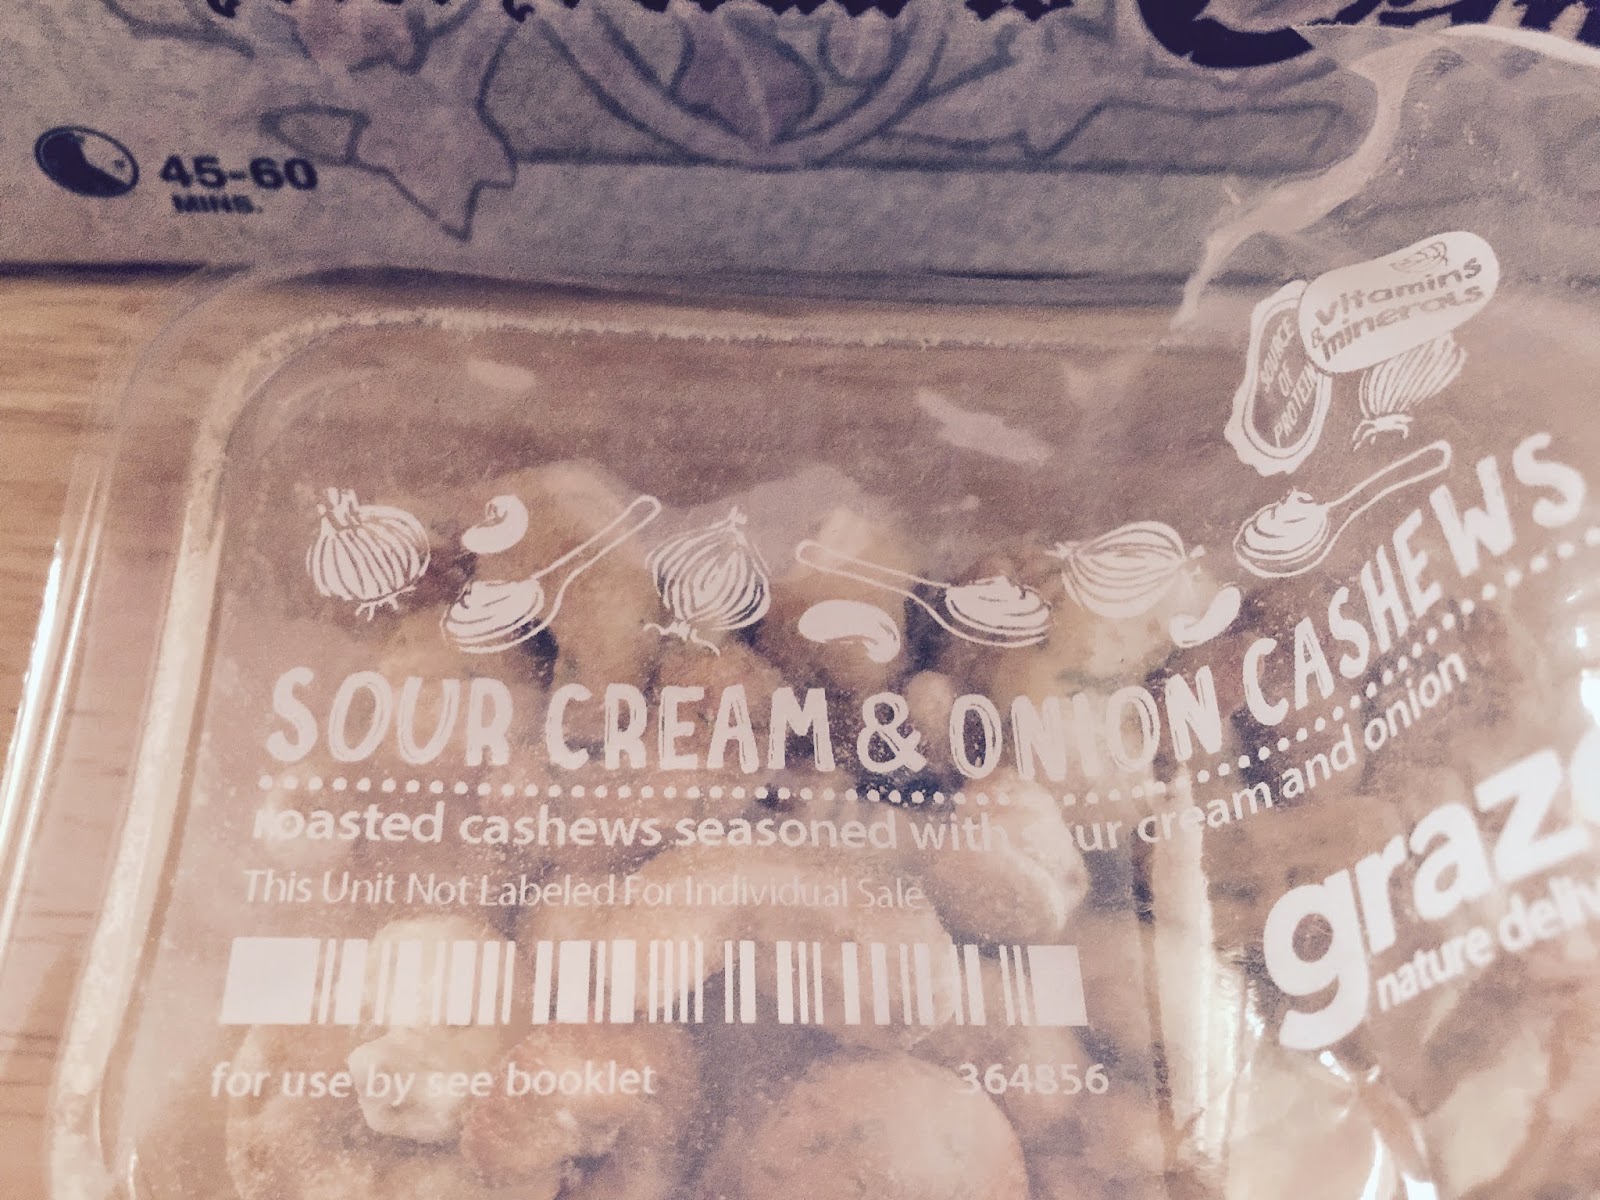 45-60
MINS.
vitamins
& minerals
SOURCE
OF
PROTEIN
SOUR CREAM & ONION CASHEWS
roasted cashews seasoned with sour cream and onion
This Unit Not Labeled For Individual Sale
graze
nature
for use by see booklet
364856